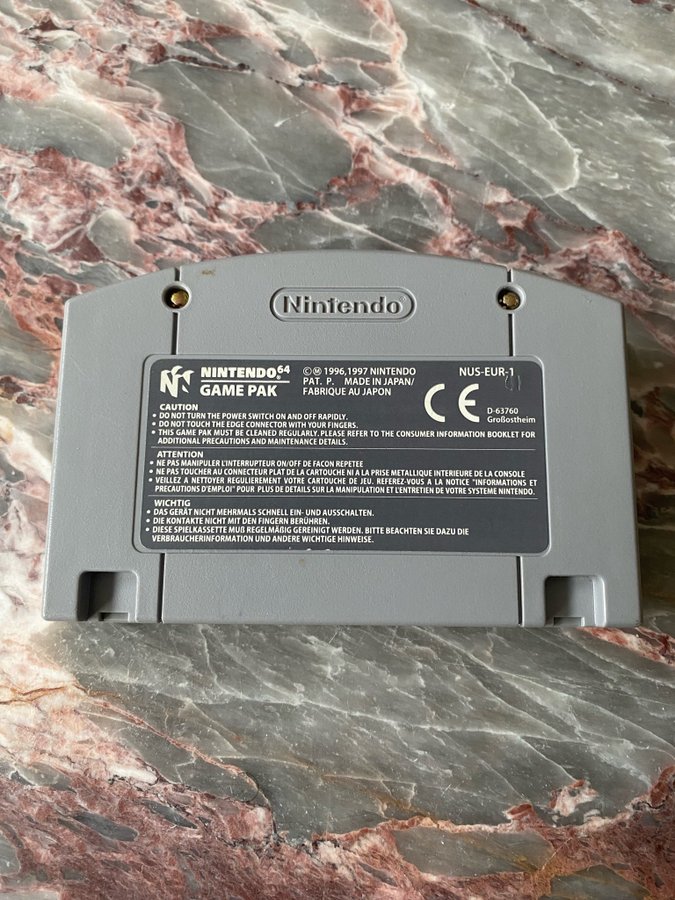 Nintendo
NINTENDO64
GAME PAK
©Ⓜ 1996,1997 NINTENDO
PAT. P. MADE IN JAPAN/
FABRIQUE AU JAPON
NUS-EUR-1
CE
D-63760
Großostheim
CAUTION
• DO NOT TURN THE POWER SWITCH ON AND OFF RAPIDLY.
• DO NOT TOUCH THE EDGE CONNECTOR WITH YOUR FINGERS.
• THIS GAME PAK MUST BE CLEANED REGULARLY. PLEASE REFER TO THE CONSUMER INFORMATION BOOKLET FOR
ADDITIONAL PRECAUTIONS AND MAINTENANCE DETAILS.
ATTENTION
• NE PAS MANIPULER L'INTERRUPTEUR ON/OFF DE FACON REPETEE
• NE PAS TOUCHER AU CONNECTEUR PLAT DE LA CARTOUCHE NI A LA PRISE METALLIQUE INTERIEURE DE LA CONSOLE
• VEILLEZ A NETTOYER REGULIEREMENT VOTRE CARTOUCHE DE JEU. REFEREZ-VOUS A LA NOTICE "INFORMATIONS ET
PRECAUTIONS D'EMPLOI" POUR PLUS DE DETAILS SUR LA MANIPULATION ET L'ENTRETIEN DE VOTRE SYSTEME NINTENDO.
WICHTIG
• DAS GERÄT NICHT MEHRMALS SCHNELL EIN- UND AUSSCHALTEN.
• DIE KONTAKTE NICHT MIT DEN FINGERN BERÜHREN.
• DIESE SPIELKASSETTE MUß REGELMÄßIG GEREINIGT WERDEN. BITTE BEACHTEN SIE DAZU DIE
VERBRAUCHERINFORMATION UND ANDERE WICHTIGE HINWEISE.